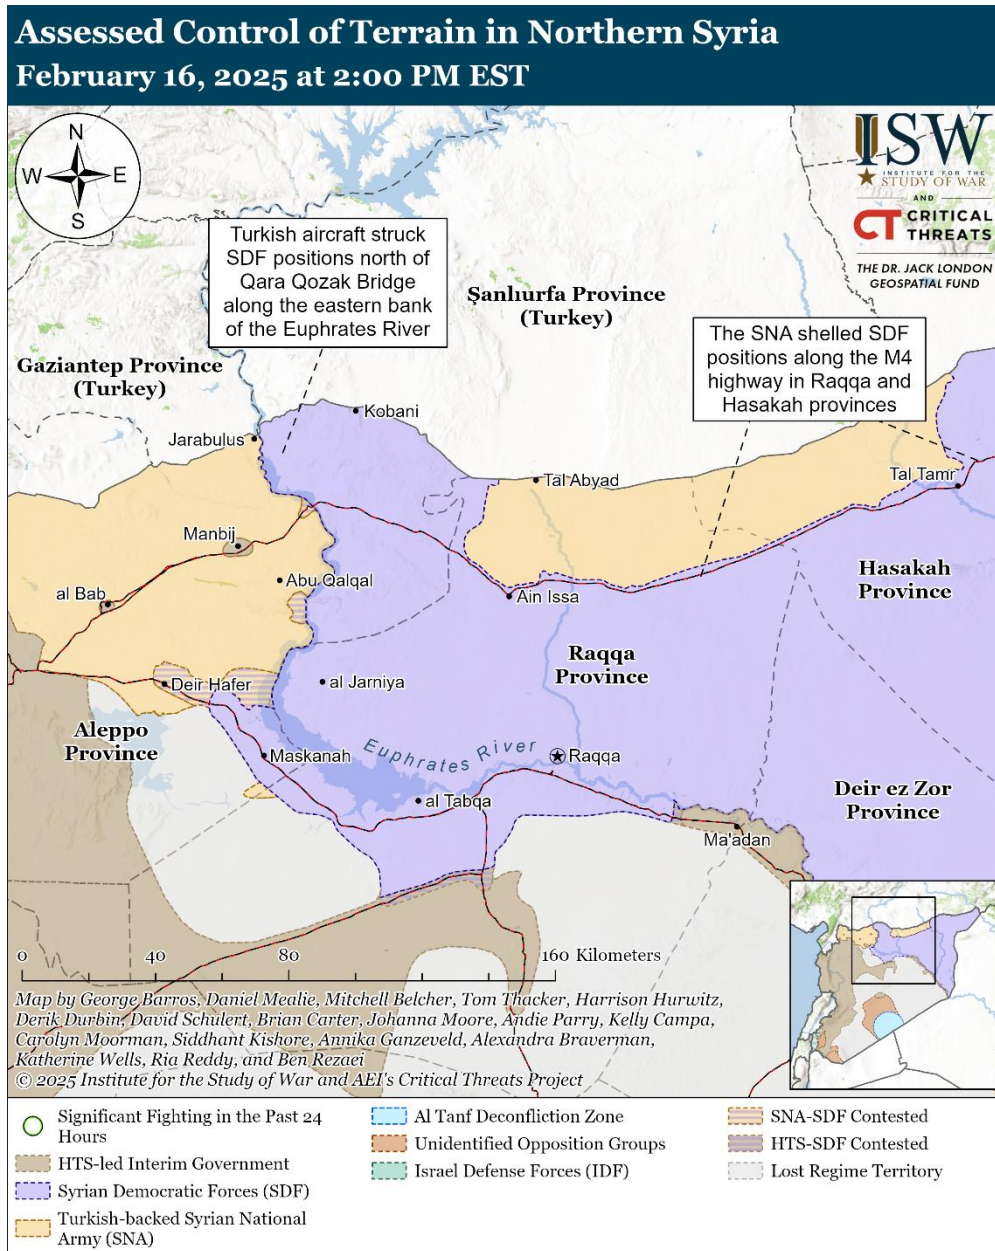 Assessed Control of Terrain in Northern Syria
February 16, 2025 at 2:00 PM EST
N
W
E
S
ISW
INSTITUTE FOR THE
STUDY OF WAR
AND
CT CRITICAL
THREATS
THE DR. JACK LONDON
GEOSPATIAL FUND
Turkish aircraft struck
SDF positions north of
Qara Qozak Bridge
along the eastern bank
of the Euphrates River
Şanlıurfa Province
(Turkey)
The SNA shelled SDF
positions along the M4
highway in Raqqa and
Hasakah provinces
Gaziantep Province
(Turkey)
Kobani
Jarabulus
Tal Abyad
Tal Tamr
Manbij
Abu Qalqal
al Bab
Ain Issa
Hasakah
Province
Raqqa
Province
Deir Hafer
al Jarniya
Aleppo
Province
Maskanah
Euphrates River
Raqqa
al Tabqa
Deir ez Zor
Province
Ma'adan
0
40
80
160 Kilometers
Map by George Barros, Daniel Mealie, Mitchell Belcher, Tom Thacker, Harrison Hurwitz,
Derik Durbin, David Schulert, Brian Carter, Johanna Moore, Andie Parry, Kelly Campa,
Carolyn Moorman, Siddhant Kishore, Annika Ganzeveld, Alexandra Braverman,
Katherine Wells, Ria Reddy, and Ben Rezaei
© 2025 Institute for the Study of War and AEI's Critical Threats Project
Significant Fighting in the Past 24
Hours
HTS-led Interim Government
Syrian Democratic Forces (SDF)
Turkish-backed Syrian National
Army (SNA)
Al Tanf Deconfliction Zone
Unidentified Opposition Groups
Israel Defense Forces (IDF)
SNA-SDF Contested
HTS-SDF Contested
Lost Regime Territory